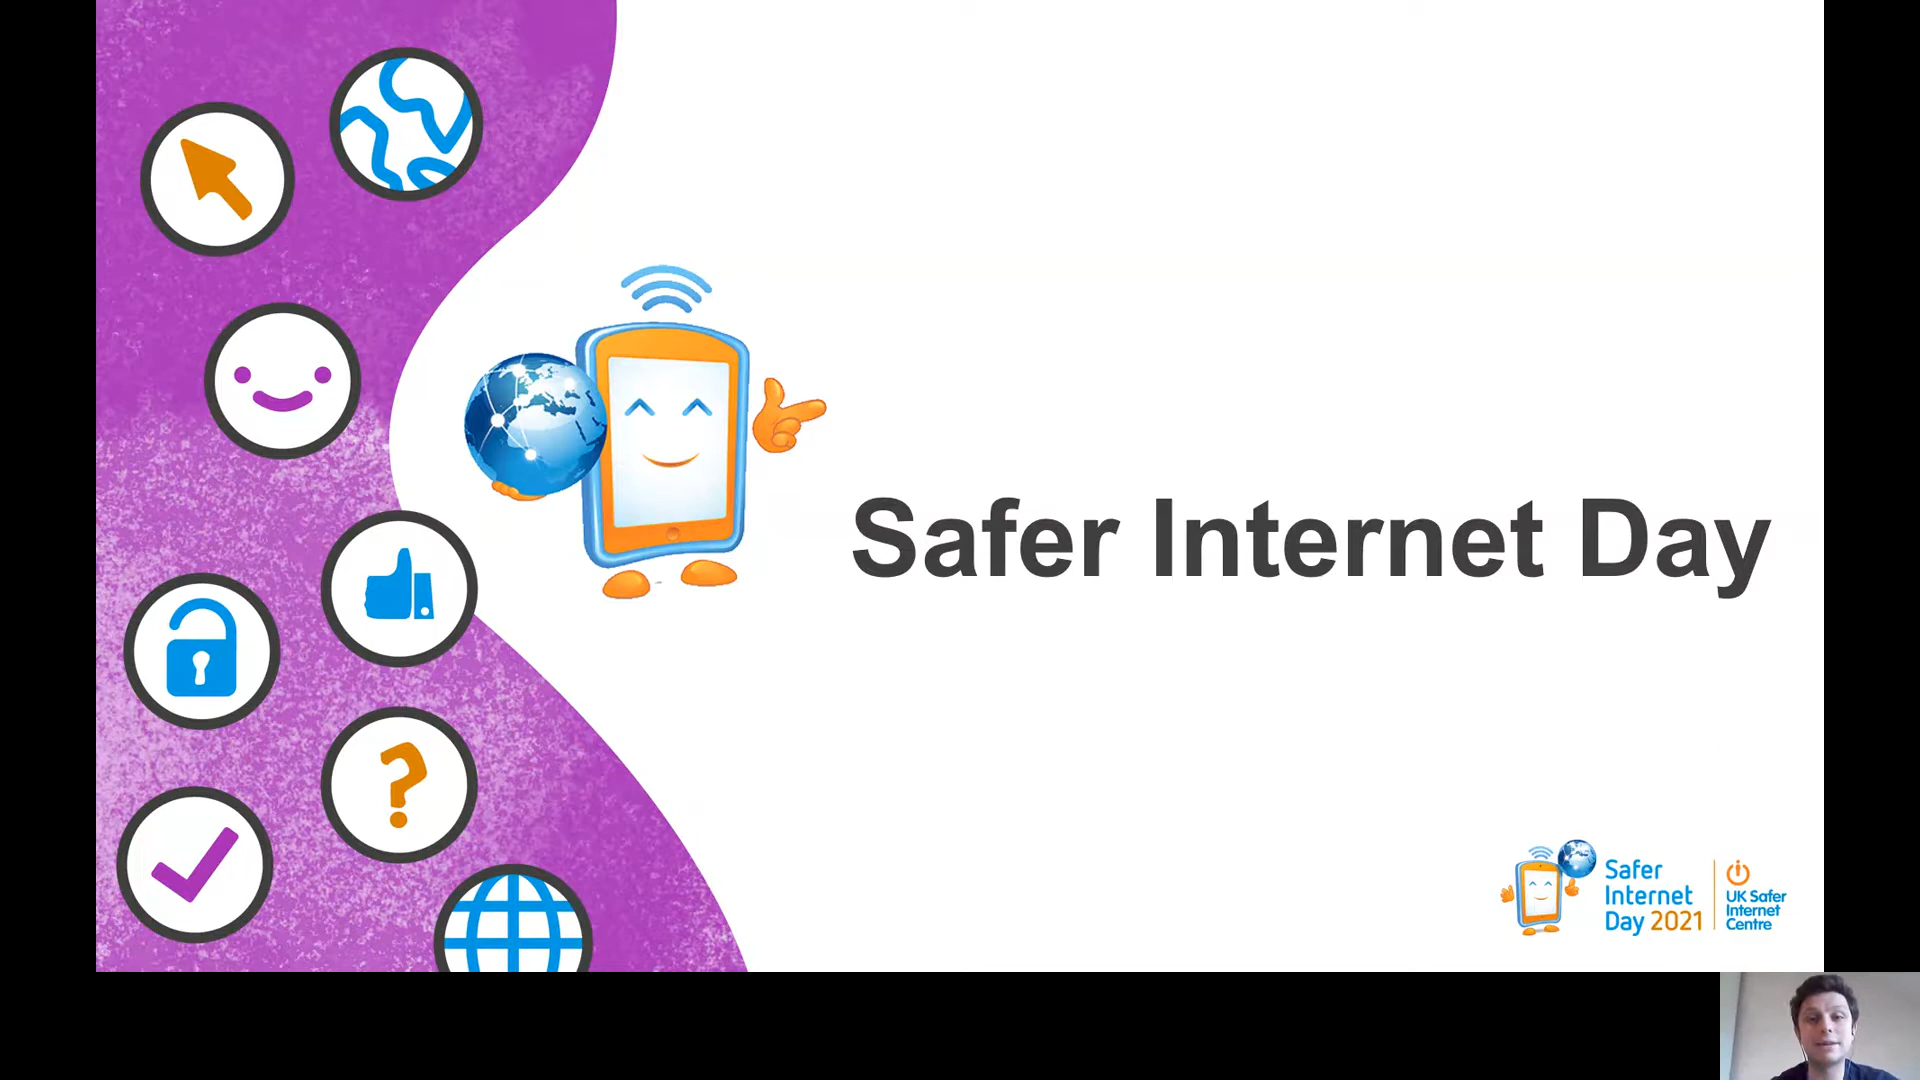 Safer Internet Day
Safer
Internet
Day 2021
UK Safer
Internet
Centre